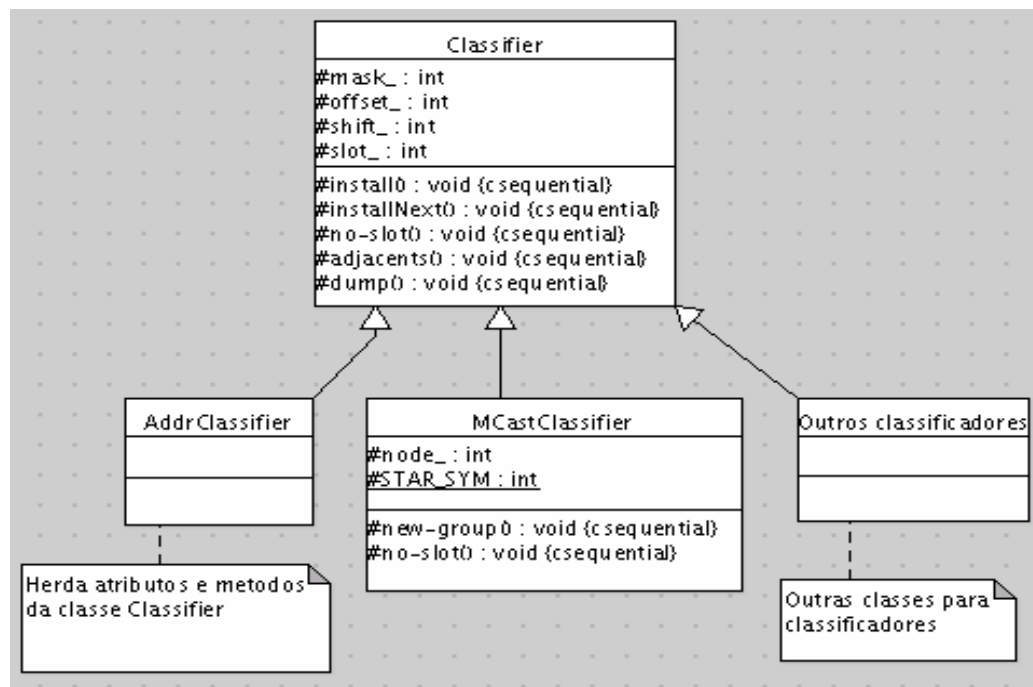 Classifier
#mask_ : int
#offset_ : int
#shift_ : int
#slot_ : int
#install() : void {csequential}
#installNext() : void {csequential}
#no-slot() : void {csequential}
#adjacents() : void {csequential}
#dump() : void {csequential}
AddrClassifier
MCastClassifier
#node_ : int
#STAR_SYM : int
#new-group() : void {csequential}
#no-slot() : void {csequential}
Outros classificadores
Herda atributos e metodos
da classe Classifier
Outras classes para
classificadores